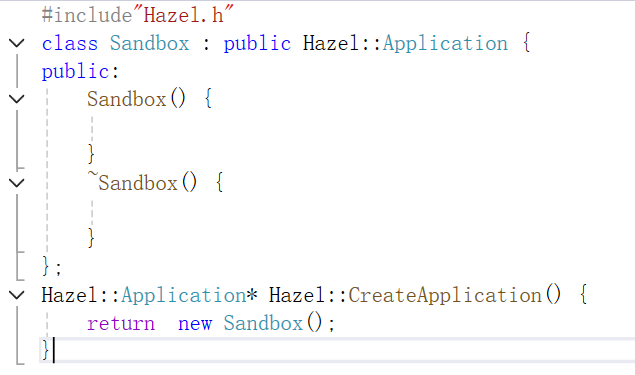 #include"Hazel.h"
class Sandbox : public Hazel::Application {
public:
    Sandbox() {

    }
    ~Sandbox() {

    }
};
Hazel::Application* Hazel::CreateApplication() {
    return  new Sandbox();
}